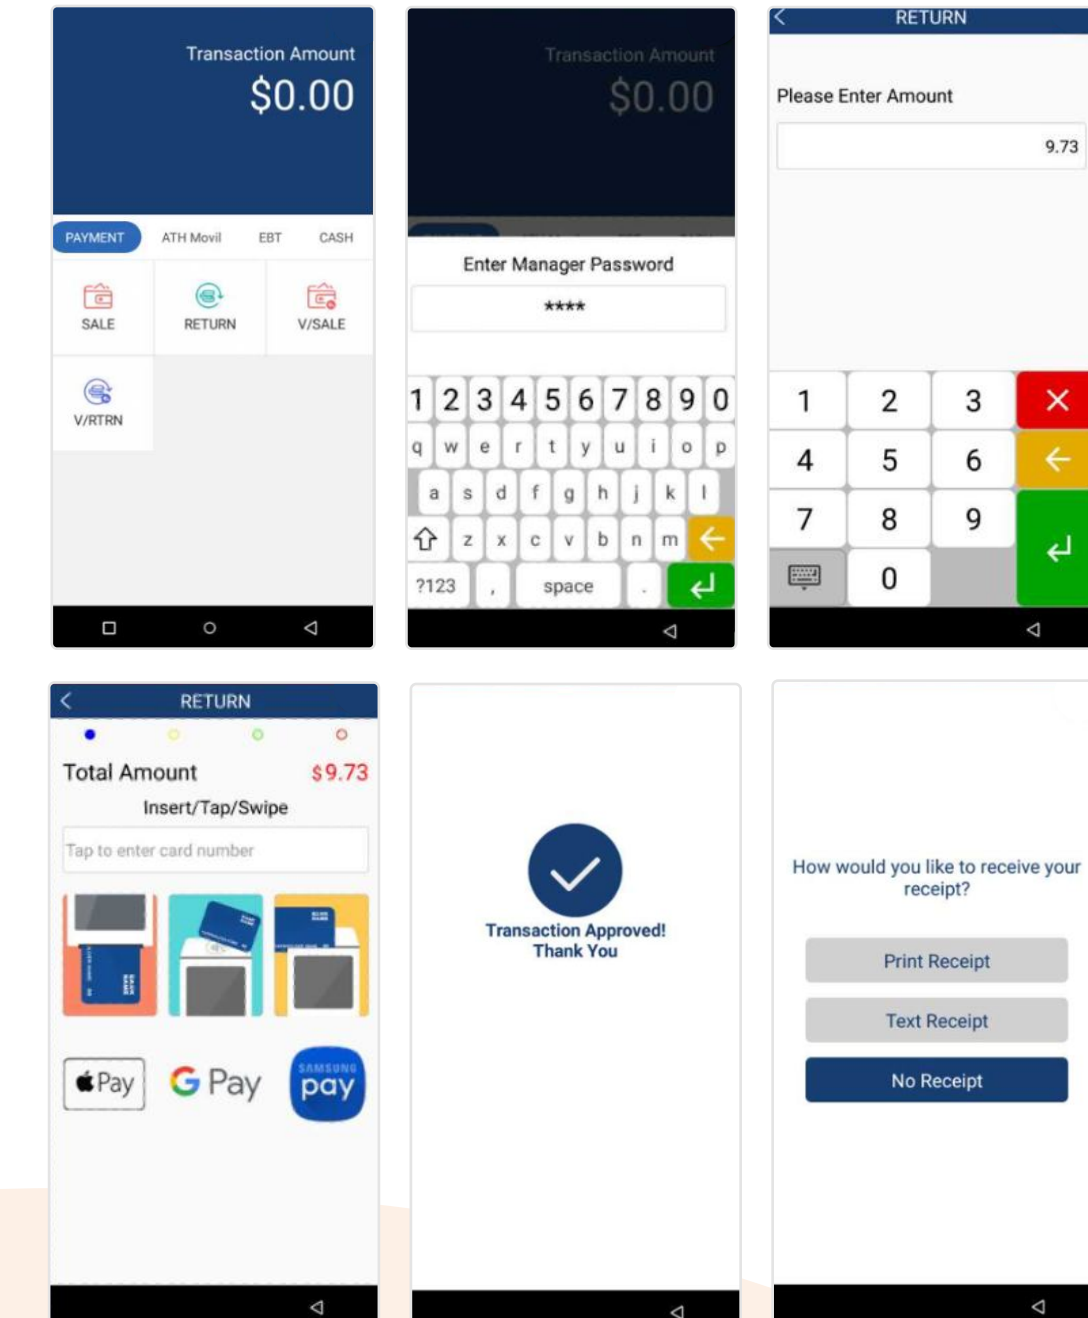 Transaction Amount
$0.00
PAYMENT ATH Movil EBT CASH
SALE RETURN V/SALE
V/RTRN
Transaction Amount
$0.00
Enter Manager Password
****
1 2 3 4 5 6 7 8 9 0
q w e r t y u i o p
a s d f g h j k l
z x c v b n m
?123 , space .
RETURN
Please Enter Amount
9.73
1 2 3
4 5 6
7 8 9
0
RETURN
Total Amount $9.73
Insert/Tap/Swipe
Tap to enter card number
BANK
NAME
Pay G Pay SAMSUNG
pay
Transaction Approved!
Thank You
How would you like to receive your
receipt?
Print Receipt
Text Receipt
No Receipt